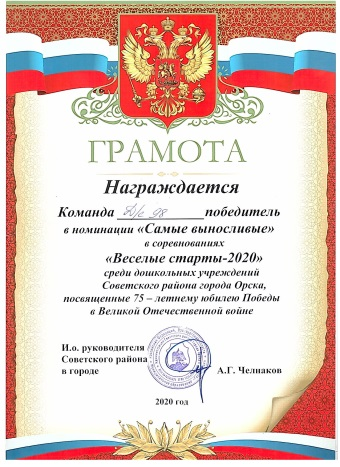 ГРАМОТА
Награждается
Команда Д/с 98 победитель
в номинации «Самые выносливые»
в соревнованиях
«Веселые старты-2020»
среди дошкольных учреждений
Советского района города Орска,
посвященные 75 – летнему юбилею Победы
в Великой Отечественной войне
И.о. руководителя
Советского района
в городе А.Г. Челнаков
2020 год